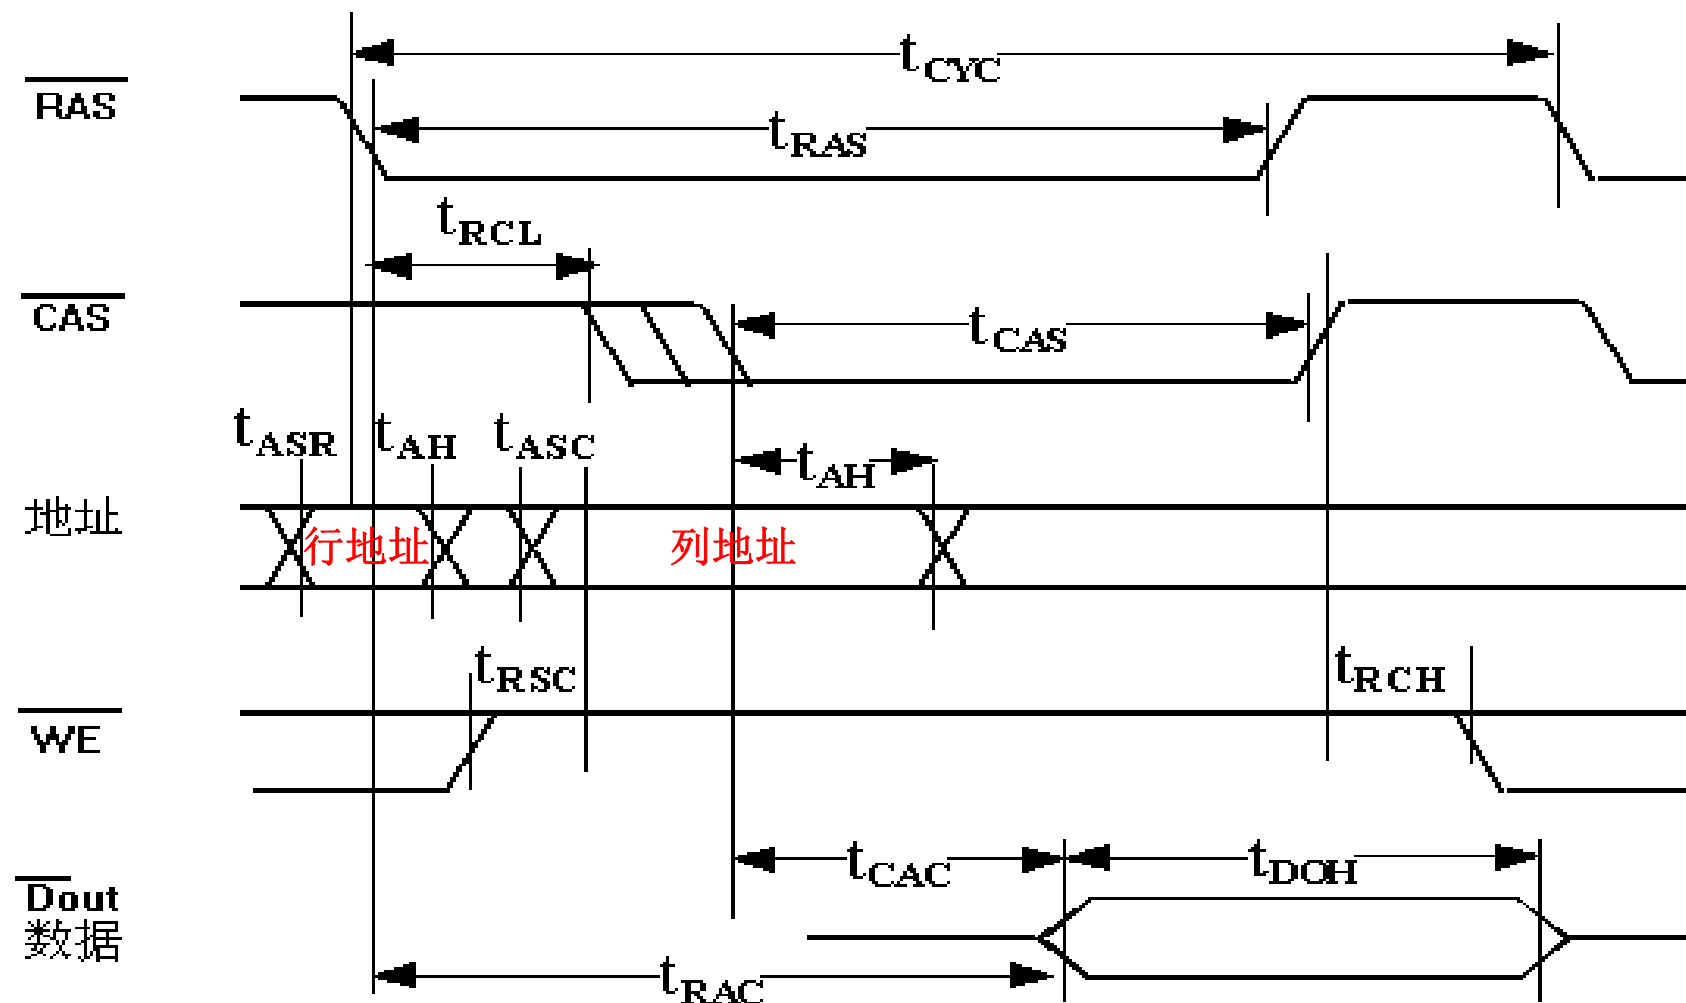 tCYC
RAS
tRAS
tRCL
CAS
tCAS
tASR tAH tASC
tAH
地址
行地址 列地址
tRSC tRCH
WE
tCAC tDOH
Dout
数据
tRAC